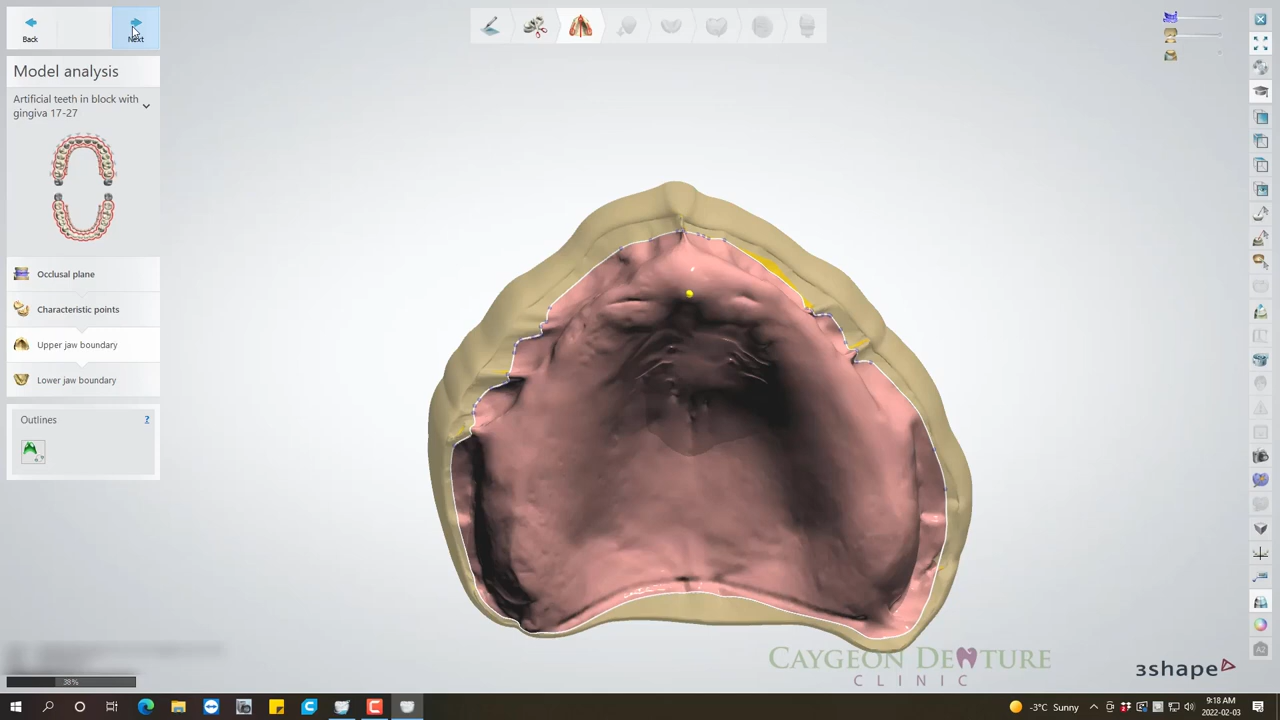 Back
Next
Model analysis
Artificial teeth in block with
gingiva 17-27
Occlusal plane
Characteristic points
Upper jaw boundary
Lower jaw boundary
Outlines
?
38%
A2
CAYGEON DENTURE
CLINIC
3shape
-3°C Sunny
9:18 AM
2022-02-03